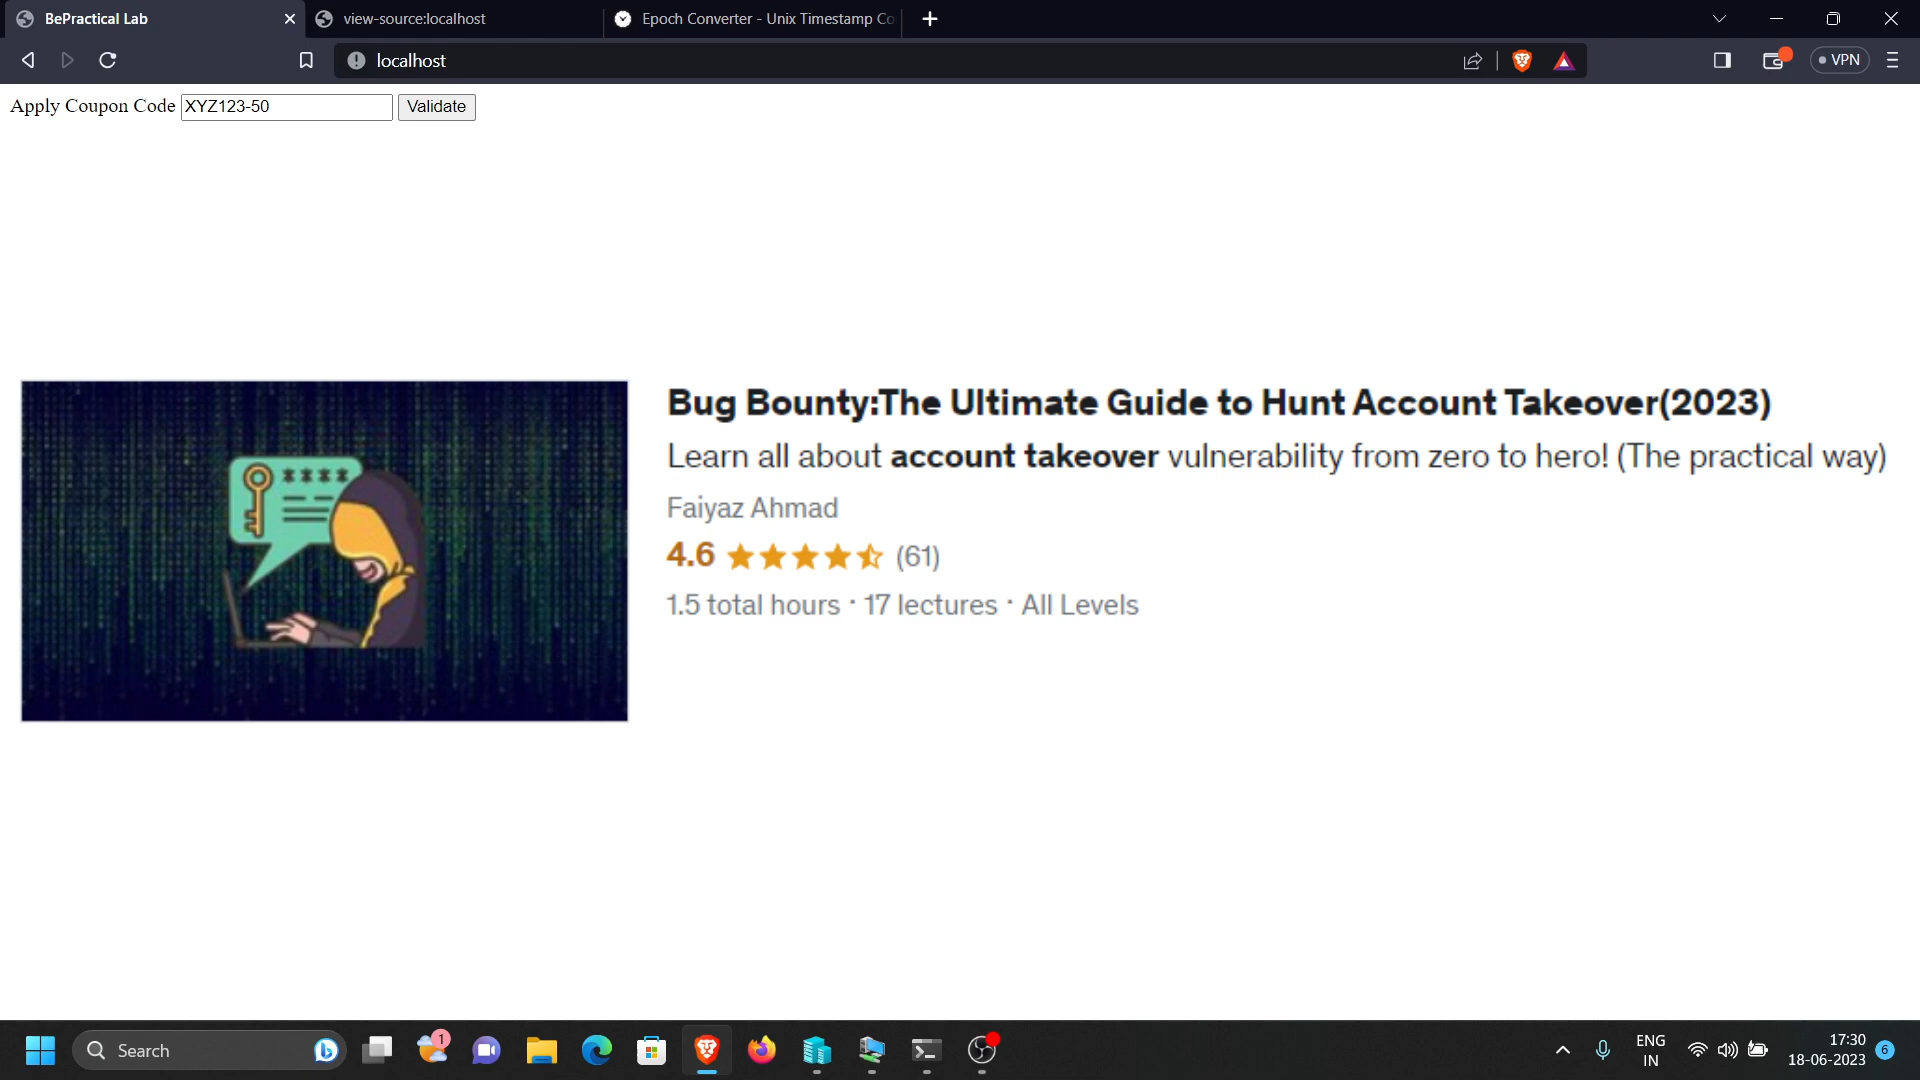 BePractical Lab
view-source:localhost
Epoch Converter - Unix Timestamp Co
localhost
VPN
Apply Coupon Code XYZ123-50 Validate
Bug Bounty:The Ultimate Guide to Hunt Account Takeover(2023)
Learn all about account takeover vulnerability from zero to hero! (The practical way)
Faiyaz Ahmad
4.6 (61)
1.5 total hours · 17 lectures · All Levels
****
Search
1
ENG
IN
17:30
18-06-2023
6